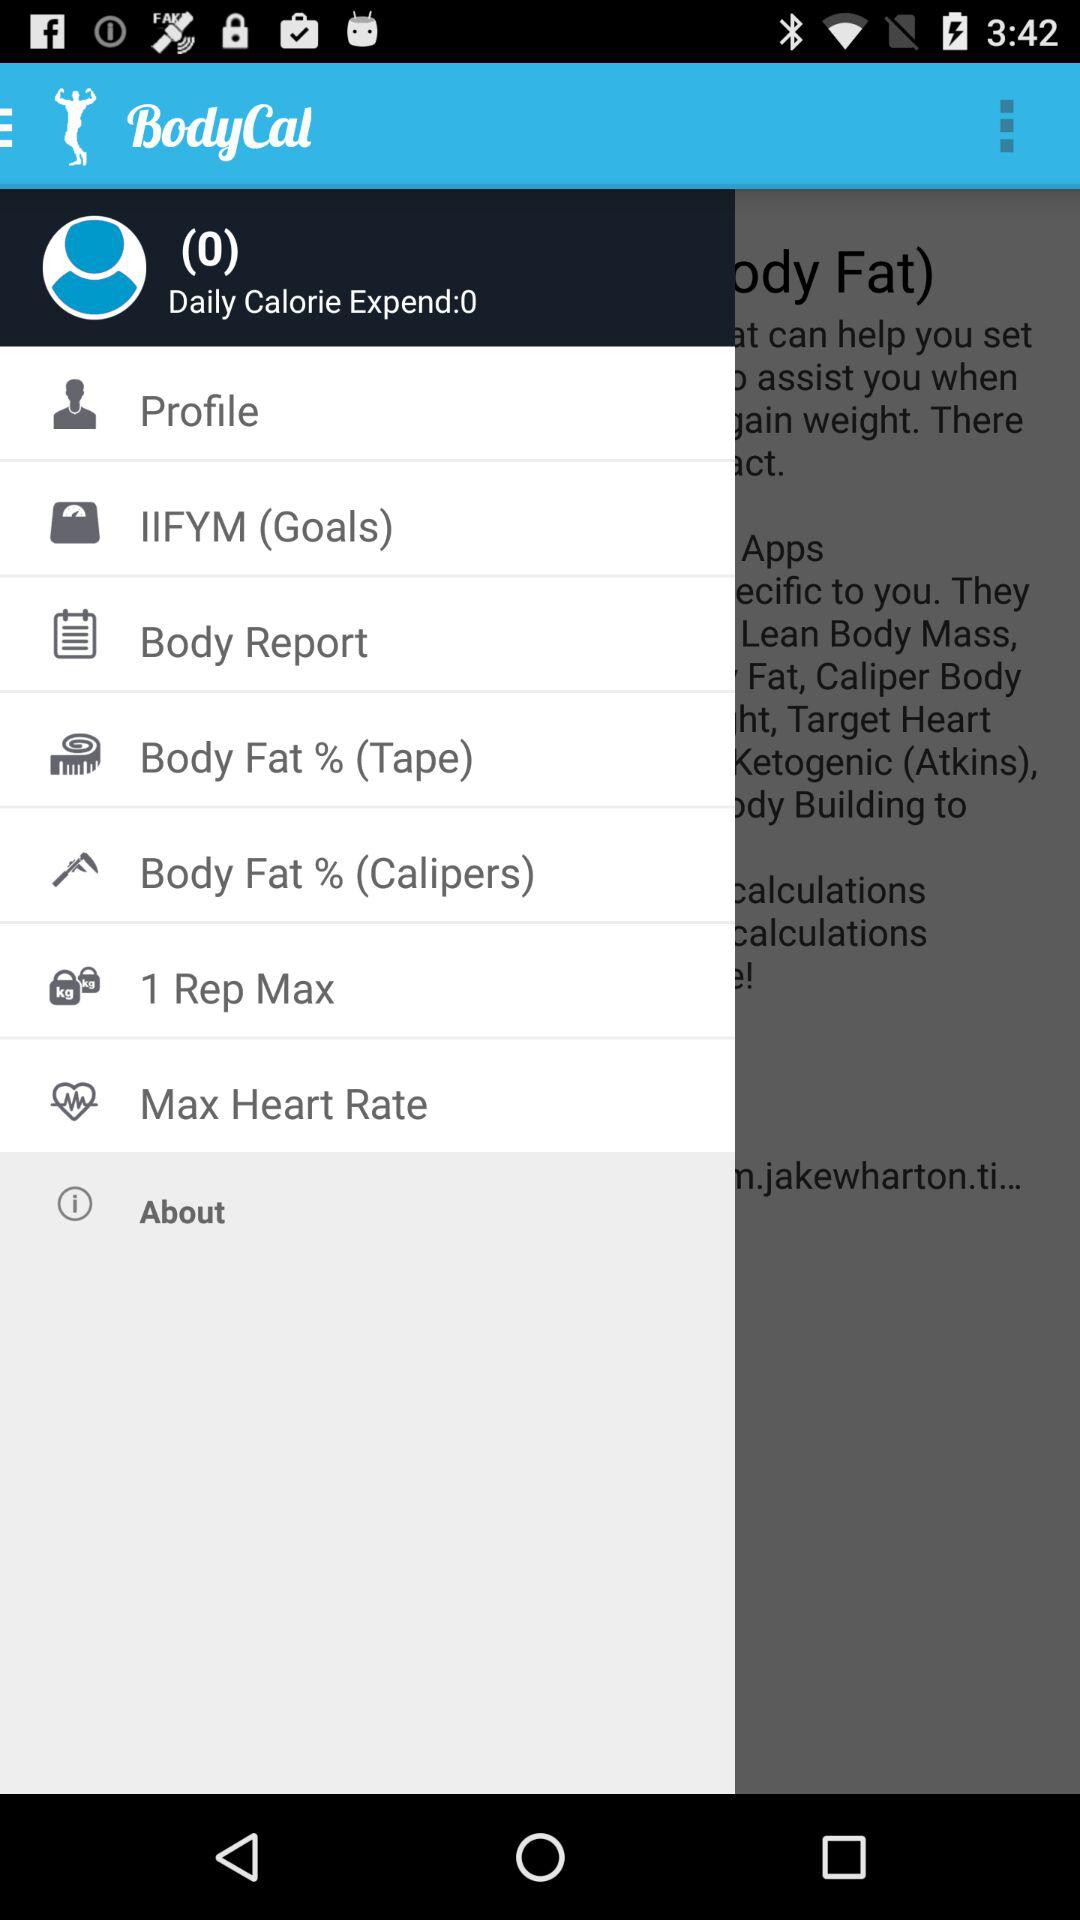 FAKE
3:42
BodyCal
(0)
Daily Calorie Expend:0
Profile
IIFYM (Goals)
Body Report
Body Fat % (Tape)
Body Fat % (Calipers)
kg kg
1 Rep Max
Max Heart Rate
About
ody Fat)
at can help you set
assist you when
gain weight. There
act.
Apps
ecific to you. They
Lean Body Mass,
Fat, Caliper Body
ht, Target Heart
Ketogenic (Atkins),
ody Building to
calculations
calculations
e!
m.jakewharton.ti...